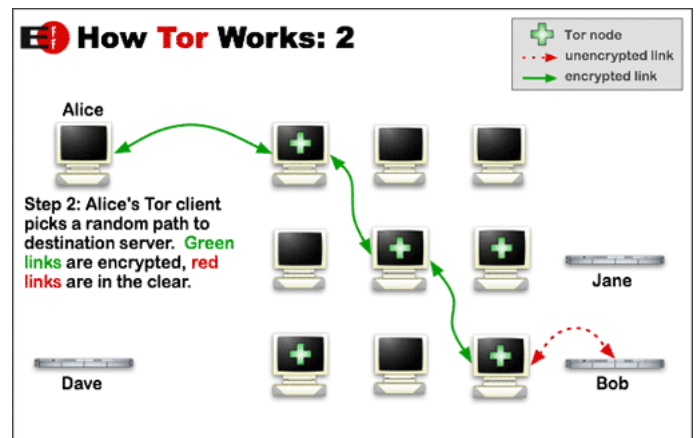 EFF How Tor Works: 2
Tor node
unencrypted link
encrypted link
Alice
Step 2: Alice's Tor client
picks a random path to
destination server. Green
links are encrypted, red
links are in the clear.
Jane
Dave
Bob